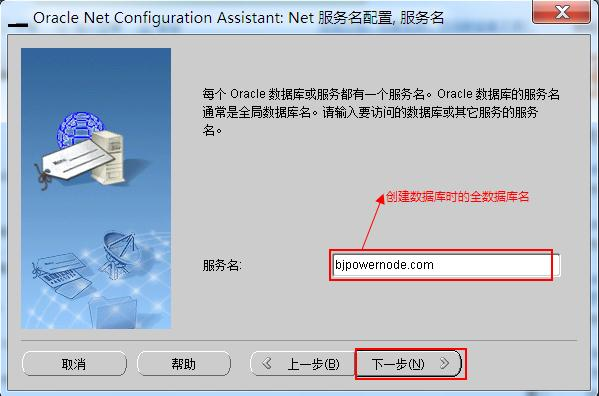 Oracle Net Configuration Assistant: Net 服务名配置, 服务名
每个 Oracle 数据库或服务都有一个服务名。Oracle 数据库的服务名
通常是全局数据库名。请输入要访问的数据库或其它服务的服务
名。
创建数据库时的全数据库名
服务名: bjpowernode.com
取消 帮助 上一步(B) 下一步(N)